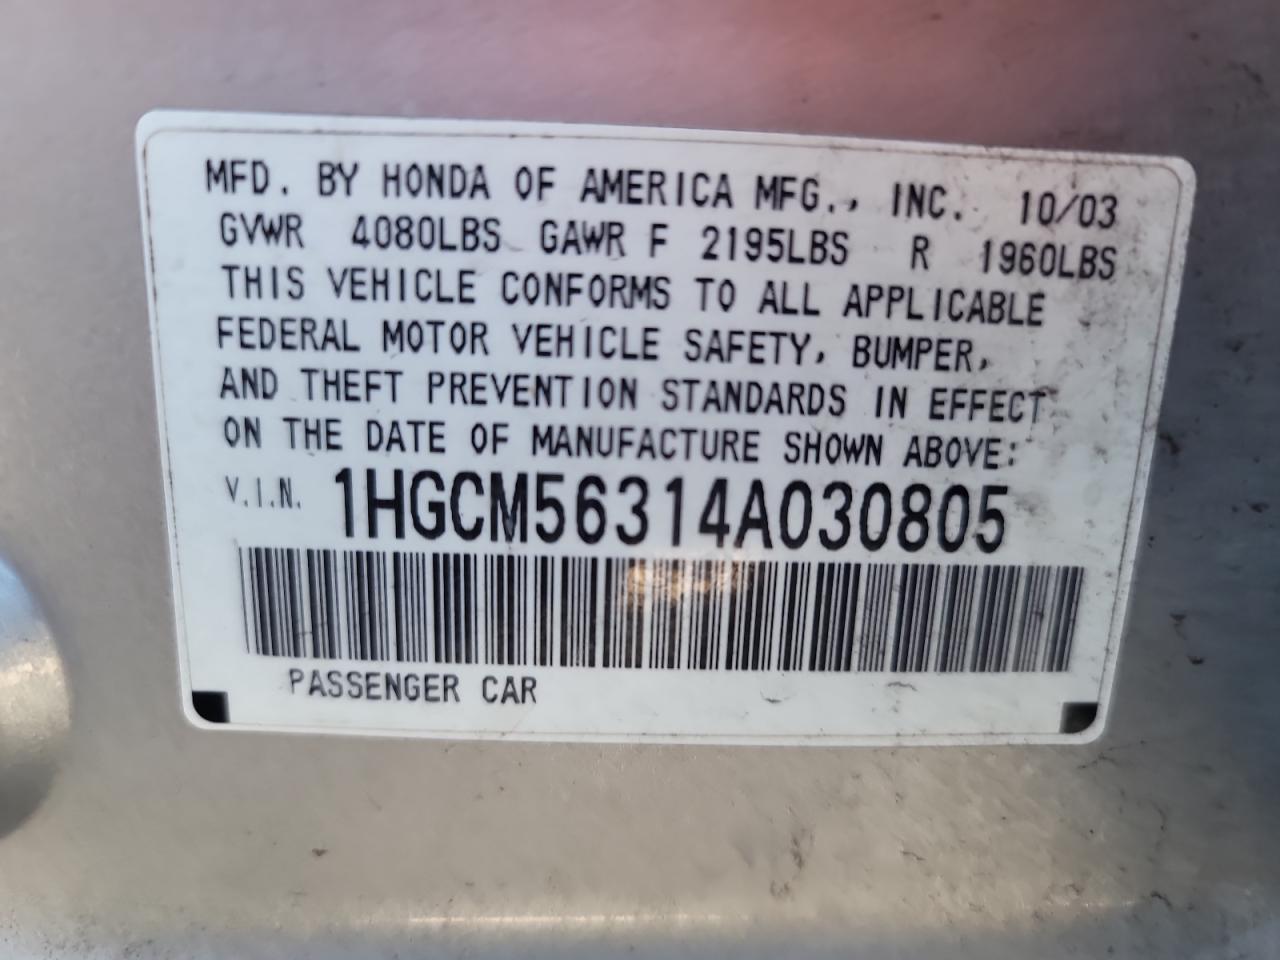 MFD. BY HONDA OF AMERICA MFG., INC. 10/03
GVWR 4080LBS GAWR F 2195LBS R 1960LBS
THIS VEHICLE CONFORMS TO ALL APPLICABLE
FEDERAL MOTOR VEHICLE SAFETY, BUMPER,
AND THEFT PREVENTION STANDARDS IN EFFECT
ON THE DATE OF MANUFACTURE SHOWN ABOVE:
V.I.N. 1HGCM56314A030805
PASSENGER CAR